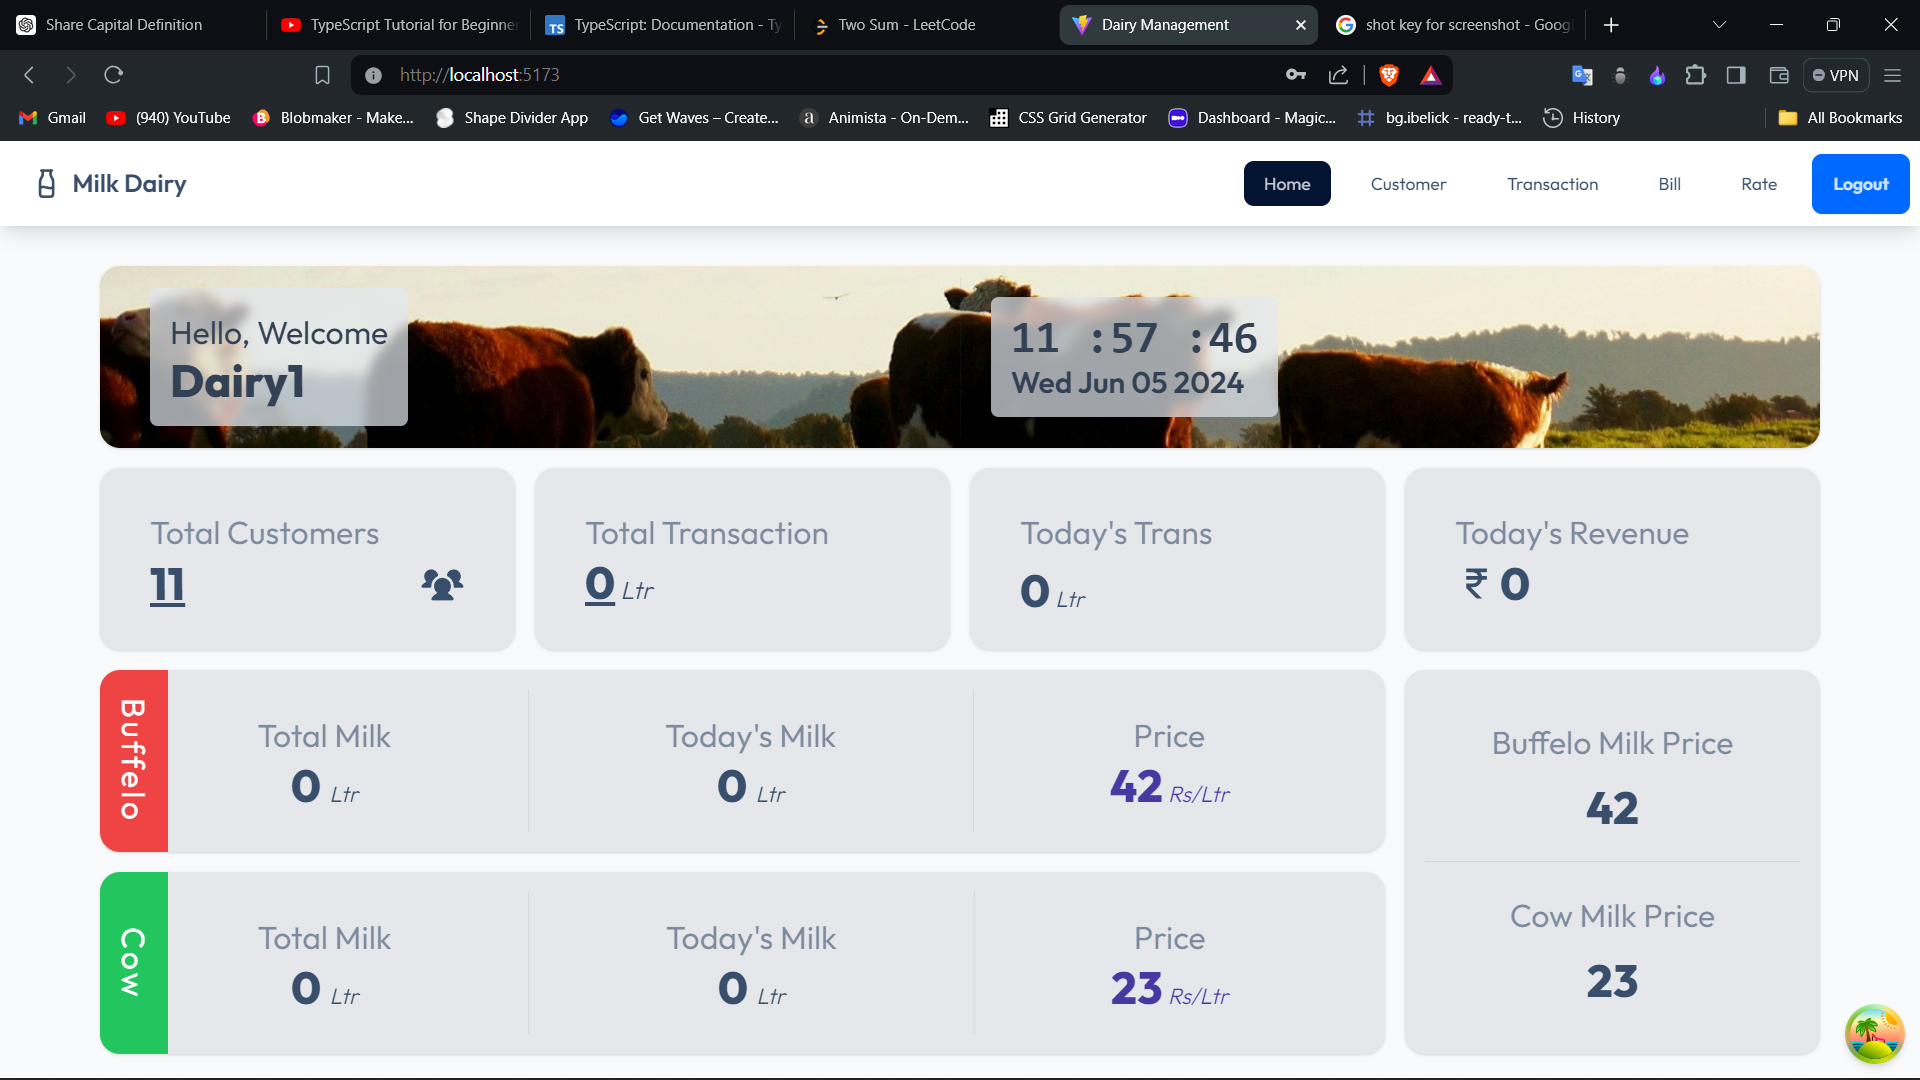 Share Capital Definition
TypeScript Tutorial for Beginne
TypeScript: Documentation - Ty
Two Sum - LeetCode
Dairy Management
shot key for screenshot - Goog
http://localhost:5173
VPN
Gmail
(940) YouTube
Blobmaker - Make...
Shape Divider App
Get Waves – Create...
Animista - On-Dem...
CSS Grid Generator
Dashboard - Magic...
bg.ibelick - ready-t...
History
All Bookmarks
Milk Dairy
Home
Customer
Transaction
Bill
Rate
Logout
Hello, Welcome
Dairy1
11 :57 :46
Wed Jun 05 2024
Total Customers
11
Total Transaction
0 Ltr
Today's Trans
0 Ltr
Today's Revenue
₹ 0
Buffelo
Total Milk
0 Ltr
Today's Milk
0 Ltr
Price
42 Rs/Ltr
Buffelo Milk Price
42
Cow
Total Milk
0 Ltr
Today's Milk
0 Ltr
Price
23 Rs/Ltr
Cow Milk Price
23